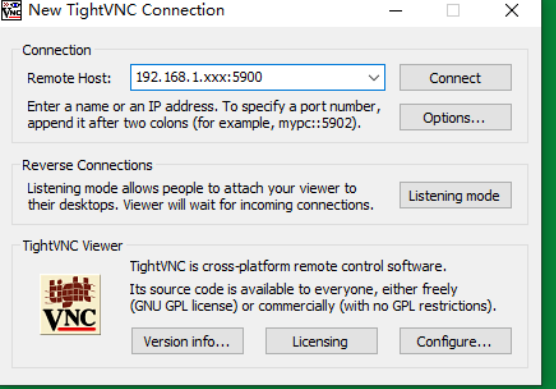 New TightVNC Connection
Connection
Remote Host: 192.168.1.xxx:5900
Connect
Enter a name or an IP address. To specify a port number,
append it after two colons (for example, mypc::5902).
Options...
Reverse Connections
Listening mode allows people to attach your viewer to
their desktops. Viewer will wait for incoming connections.
Listening mode
TightVNC Viewer
tight
VNC
TightVNC is cross-platform remote control software.
Its source code is available to everyone, either freely
(GNU GPL license) or commercially (with no GPL restrictions).
Version info...
Licensing
Configure...